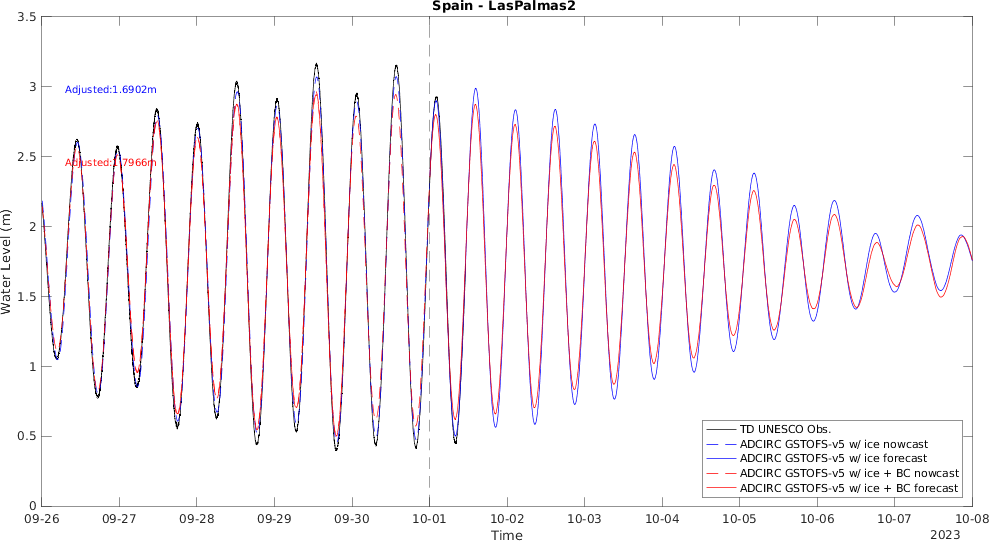 Spain - LasPalmas2
3.5
3
2.5
2
1.5
1
0.5
0
Water Level (m)
Adjusted:1.6902m
Adjusted:1.7966m
TD UNESCO Obs.
ADCIRC GSTOFS-v5 w/ ice nowcast
ADCIRC GSTOFS-v5 w/ ice forecast
ADCIRC GSTOFS-v5 w/ ice + BC nowcast
ADCIRC GSTOFS-v5 w/ ice + BC forecast
09-26 09-27 09-28 09-29 09-30 10-01 10-02 10-03 10-04 10-05 10-06 10-07 10-08
Time
2023